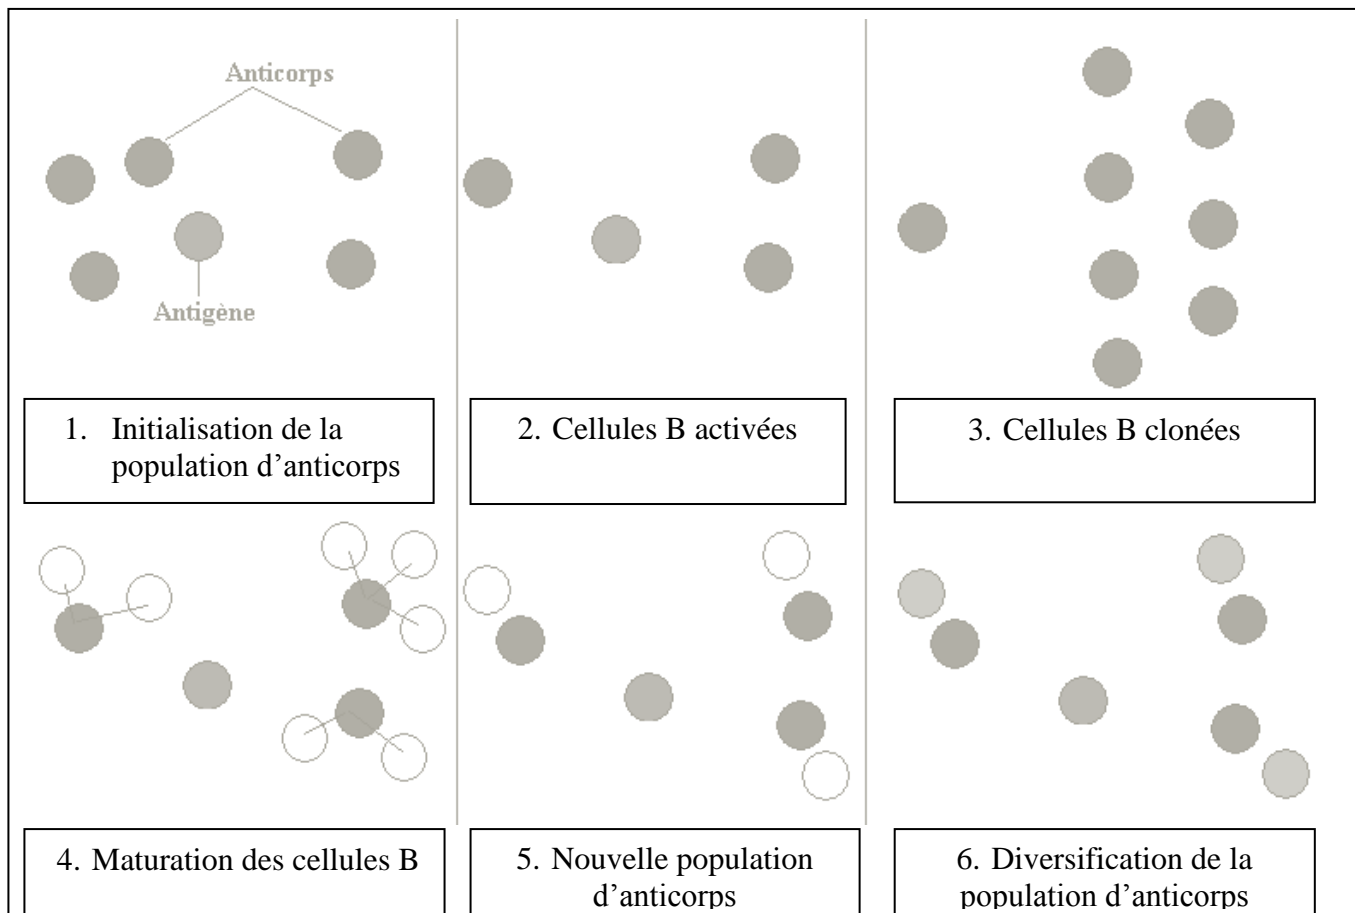 Anticorps
Antigène
1. Initialisation de la
population d’anticorps
2. Cellules B activées
3. Cellules B clonées
4. Maturation des cellules B
5. Nouvelle population
d’anticorps
6. Diversification de la
population d’anticorps